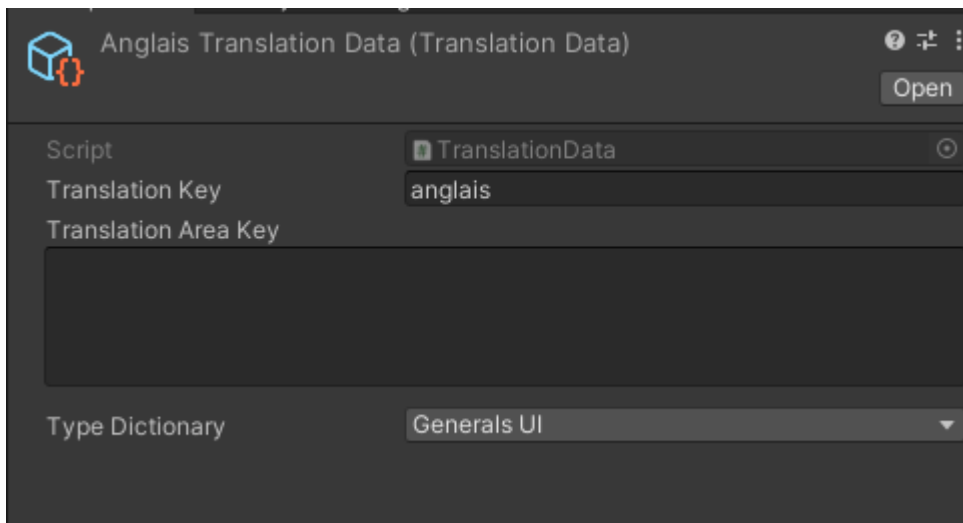 Anglais Translation Data (Translation Data)
Open
Script TranslationData
Translation Key anglais
Translation Area Key
Type Dictionary Generals UI